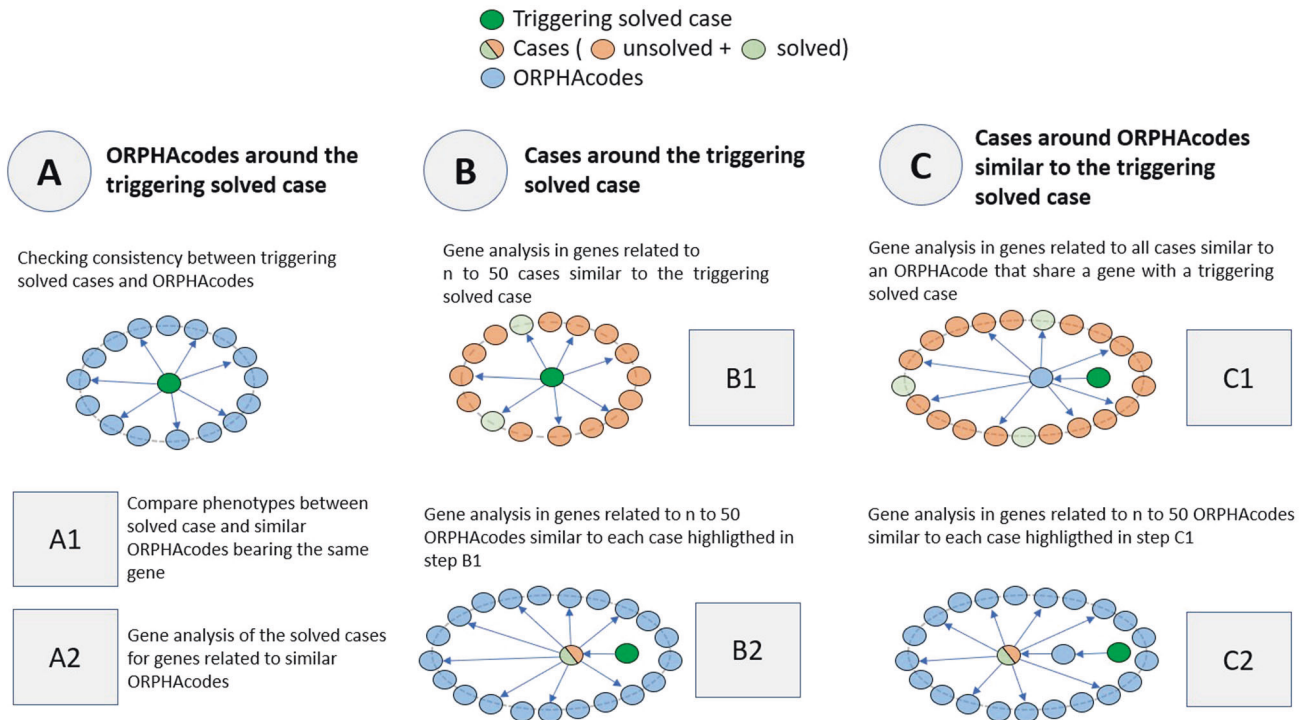 Triggering solved case
Cases ( unsolved + solved)
ORPHAcodes
A
ORPHAcodes around the
triggering solved case
Checking consistency between triggering
solved cases and ORPHAcodes
A1
Compare phenotypes between
solved case and similar
ORPHAcodes bearing the same
gene
A2
Gene analysis of the solved cases
for genes related to similar
ORPHAcodes
B
Cases around the triggering
solved case
Gene analysis in genes related to
n to 50 cases similar to the triggering
solved case
B1
Gene analysis in genes related to n to 50
ORPHAcodes similar to each case highligthed in
step B1
B2
C
Cases around ORPHAcodes
similar to the triggering
solved case
Gene analysis in genes related to all cases similar to
an ORPHAcode that share a gene with a triggering
solved case
C1
Gene analysis in genes related to n to 50 ORPHAcodes
similar to each case highligthed in step C1
C2